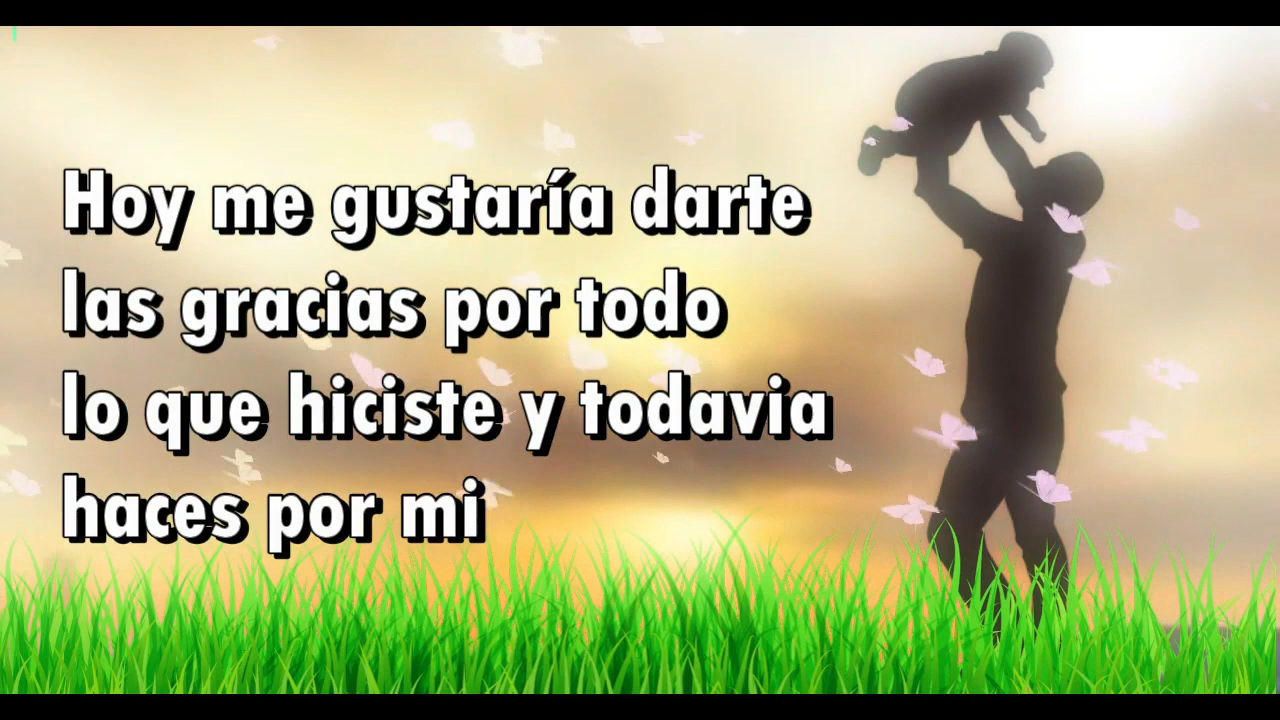 Hoy me gustaría darte
las gracias por todo
lo que hiciste y todavia
haces por mi